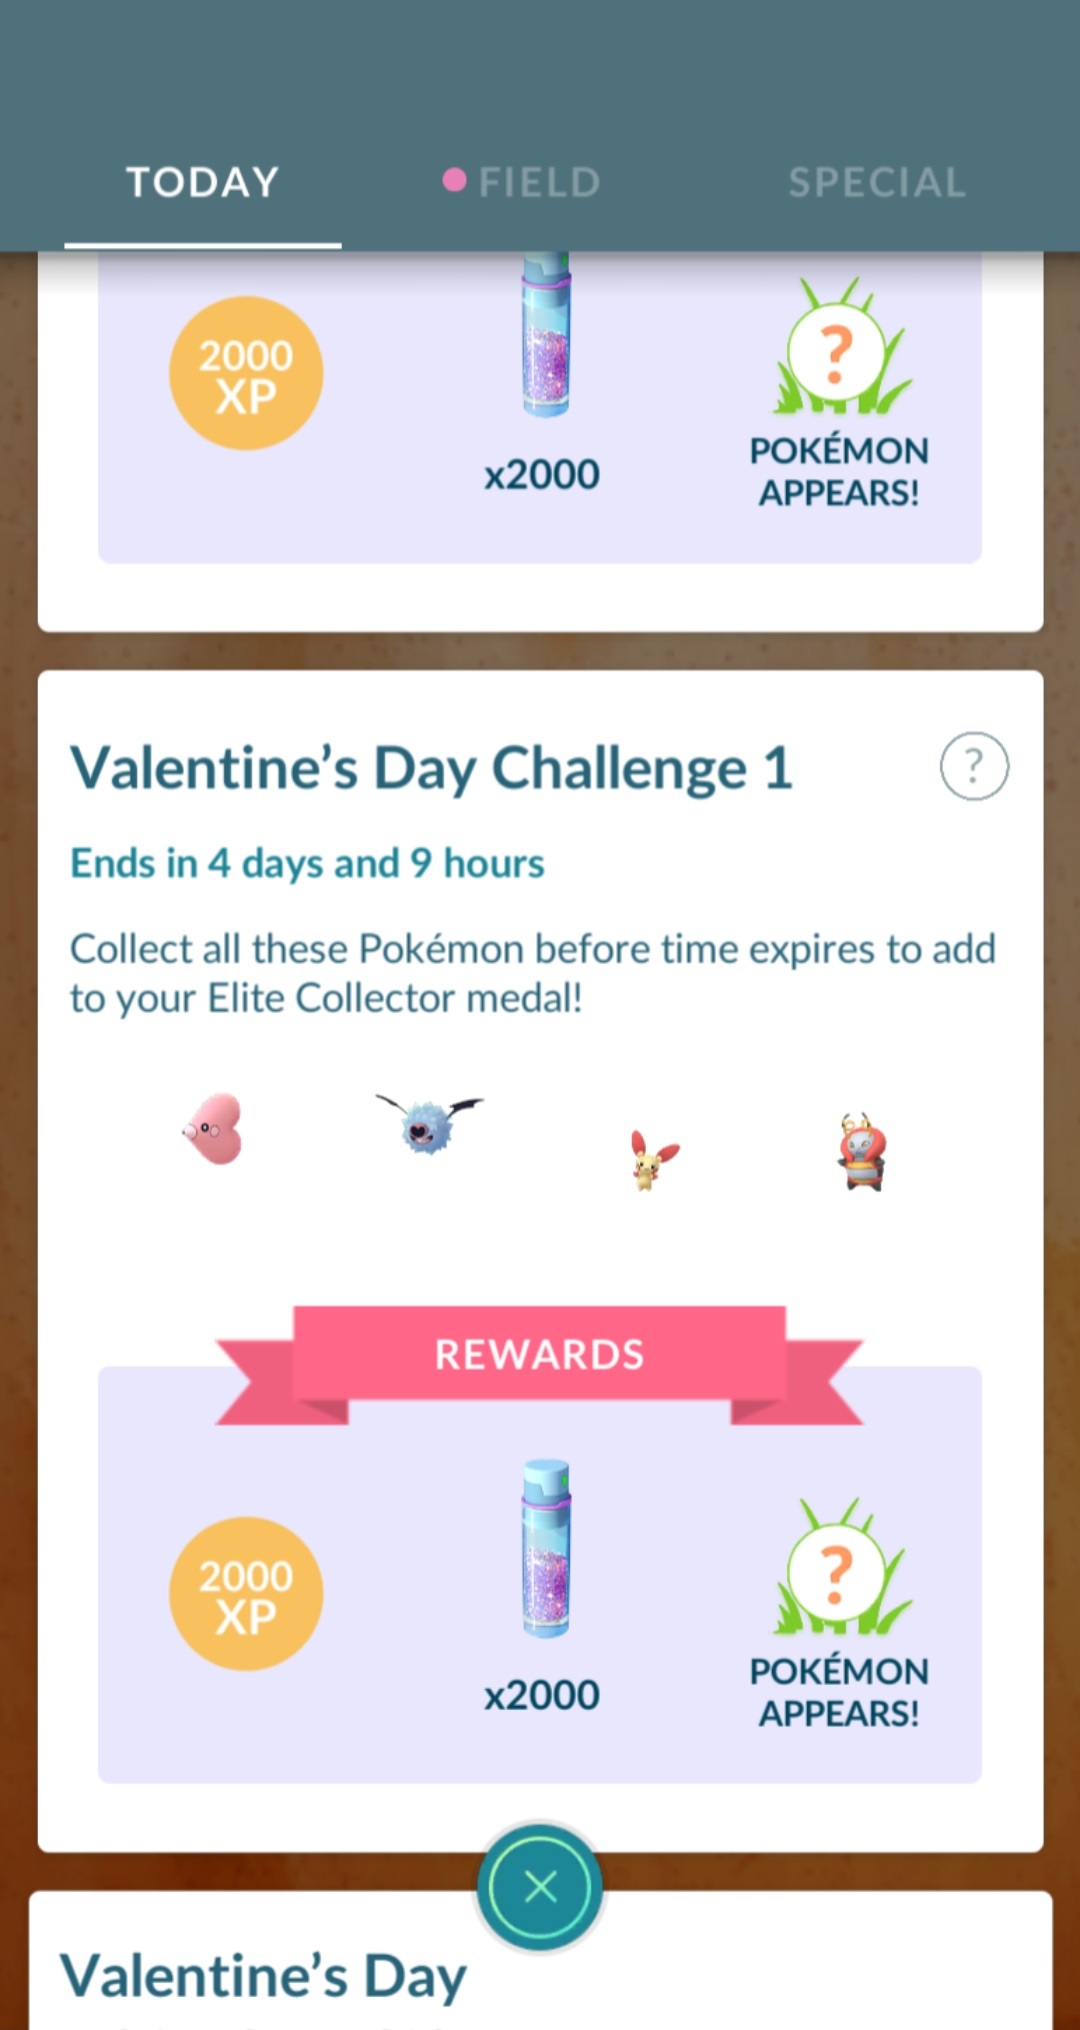 TODAY
FIELD
SPECIAL
2000
XP
x2000
?
POKÉMON
APPEARS!
Valentine’s Day Challenge 1
?
Ends in 4 days and 9 hours
Collect all these Pokémon before time expires to add
to your Elite Collector medal!
REWARDS
2000
XP
x2000
?
POKÉMON
APPEARS!
Valentine’s Day